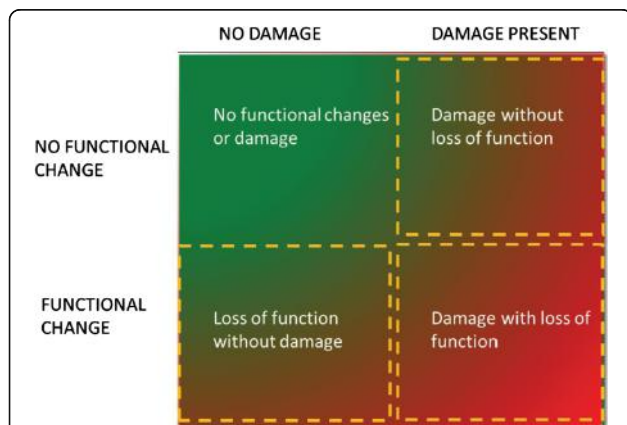 NO DAMAGE
DAMAGE PRESENT
NO FUNCTIONAL
CHANGE
No functional changes
or damage
Damage without
loss of function
FUNCTIONAL
CHANGE
Loss of function
without damage
Damage with loss of
function